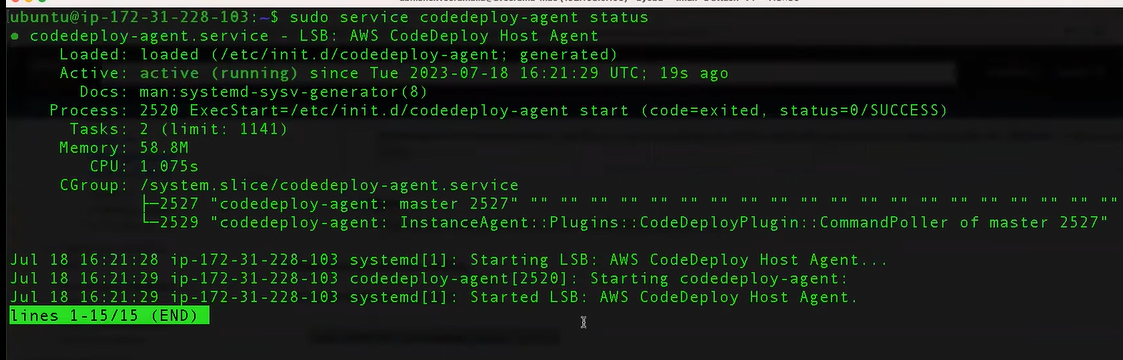 ubuntu@ip-172-31-228-103:~$ sudo service codedeploy-agent status
● codedeploy-agent.service - LSB: AWS CodeDeploy Host Agent
Loaded: loaded (/etc/init.d/codedeploy-agent; generated)
Active: active (running) since Tue 2023-07-18 16:21:29 UTC; 19s ago
Docs: man:systemd-sysv-generator(8)
Process: 2520 ExecStart=/etc/init.d/codedeploy-agent start (code=exited, status=0/SUCCESS)
Tasks: 2 (limit: 1141)
Memory: 58.8M
CPU: 1.075s
CGroup: /system.slice/codedeploy-agent.service
├─2527 "codedeploy-agent: master 2527" "" "" "" "" "" "" "" "" "" "" "" "" "" "" "" "" "" "" "" ""
└─2529 "codedeploy-agent: InstanceAgent::Plugins::CodeDeployPlugin::CommandPoller of master 2527"
Jul 18 16:21:28 ip-172-31-228-103 systemd[1]: Starting LSB: AWS CodeDeploy Host Agent...
Jul 18 16:21:29 ip-172-31-228-103 codedeploy-agent[2520]: Starting codedeploy-agent:
Jul 18 16:21:29 ip-172-31-228-103 systemd[1]: Started LSB: AWS CodeDeploy Host Agent.
lines 1-15/15 (END)